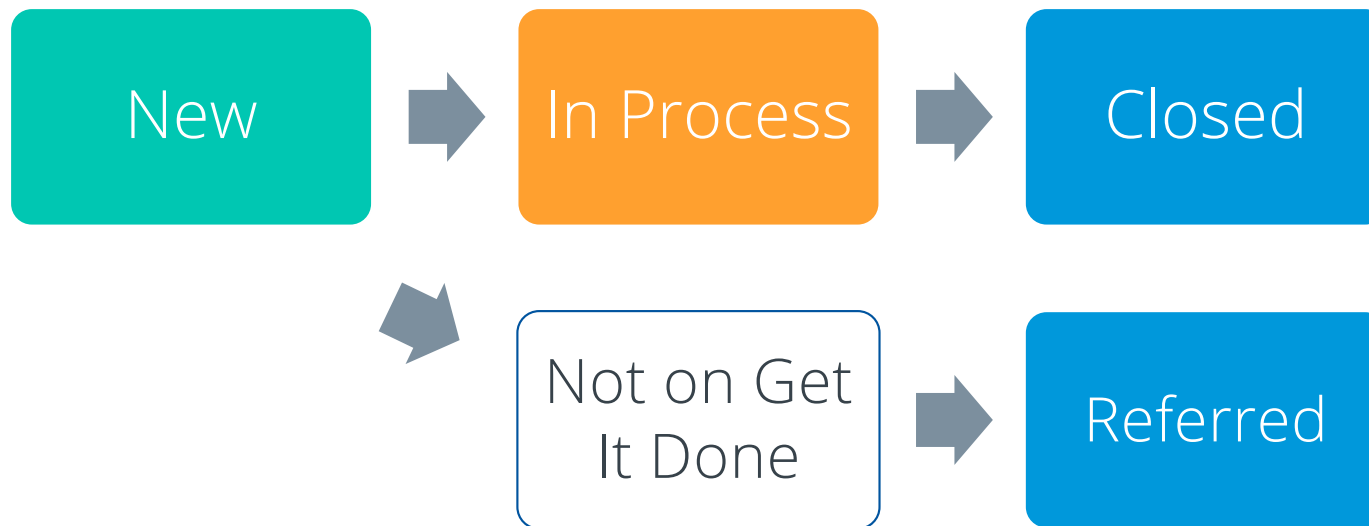 New
In Process
Closed
Not on Get
It Done
Referred